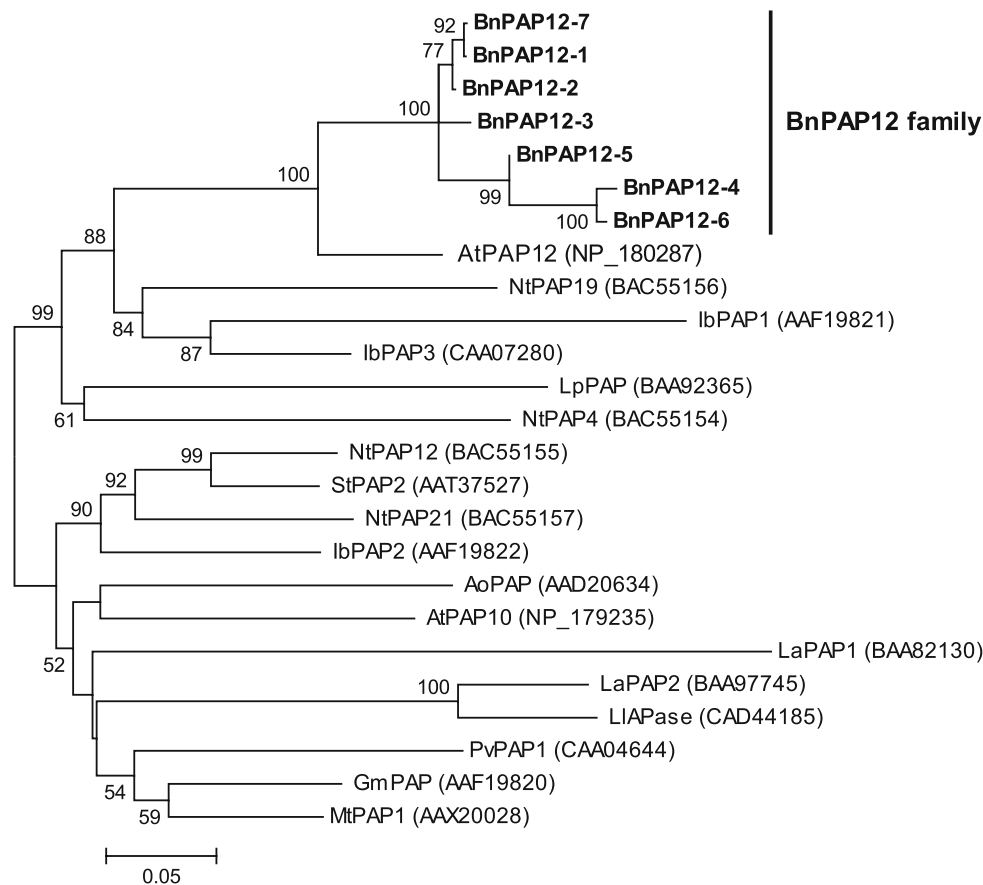 92
BnPAP12-7
77
BnPAP12-1
BnPAP12-2
100
BnPAP12-3
BnPAP12 family
BnPAP12-5
100
99
BnPAP12-4
100
BnPAP12-6
88
AtPAP12 (NP_180287)
NtPAP19 (BAC55156)
99
84
IbPAP1 (AAF19821)
87
IbPAP3 (CAA07280)
LpPAP (BAA92365)
61
NtPAP4 (BAC55154)
99
NtPAP12 (BAC55155)
92
StPAP2 (AAT37527)
90
NtPAP21 (BAC55157)
IbPAP2 (AAF19822)
AoPAP (AAD20634)
AtPAP10 (NP_179235)
52
LaPAP1 (BAA82130)
100
LaPAP2 (BAA97745)
LlAPase (CAD44185)
PvPAP1 (CAA04644)
54
GmPAP (AAF19820)
59
MtPAP1 (AAX20028)
0.05